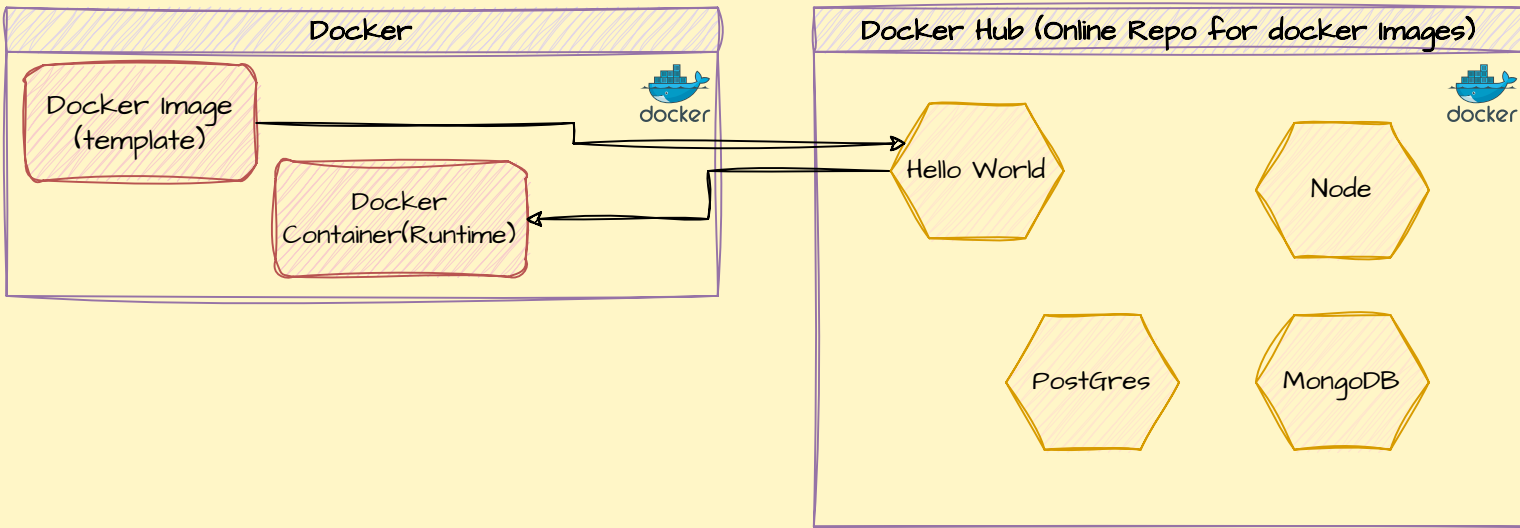 Docker
Docker Hub (Online Repo for docker Images)
Docker Image
(template)
docker
docker
Hello World
Node
Docker
Container(Runtime)
PostGres
MongoDB